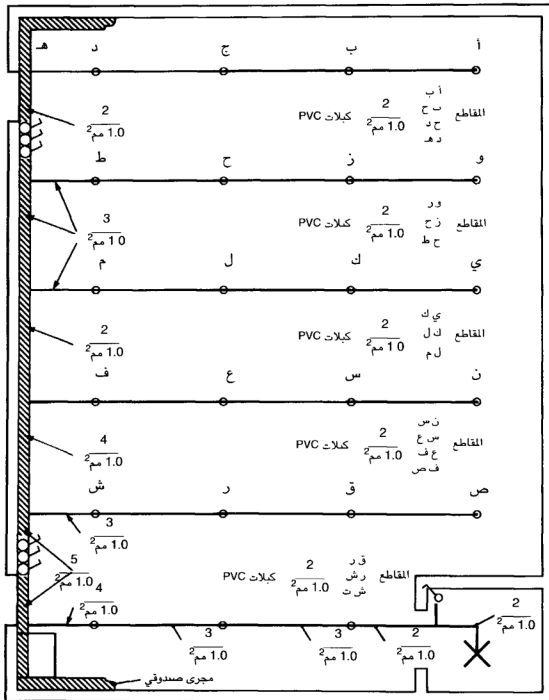 أ ب ج د هـ
المقاطع أ ب
ب ج
ج د
د هـ
2
1.0 مم2
كبلات PVC
2
1.0 مم2
و ز ح ط
المقاطع و ز
ز ح
ح ط
2
1.0 مم2
كبلات PVC
3
1 0 مم2
ي ك ل م
المقاطع ي ك
ك ل
ل م
2
1 0 مم2
كبلات PVC
2
1.0 مم2
ن س ع ف
المقاطع ن س
س ع
ع ف
ف ص
2
1.0 مم2
كبلات PVC
4
1.0 مم2
ص ق ر ش
3
1.0 مم2
المقاطع ق ر
ر ش
ش ت
2
1.0 مم2
كبلات PVC
5
1.0 مم2
4
1.0 مم2
2
1.0 مم2
2
1.0 مم2
3
1.0 مم2
3
1.0 مم2
مجرى صندوقي